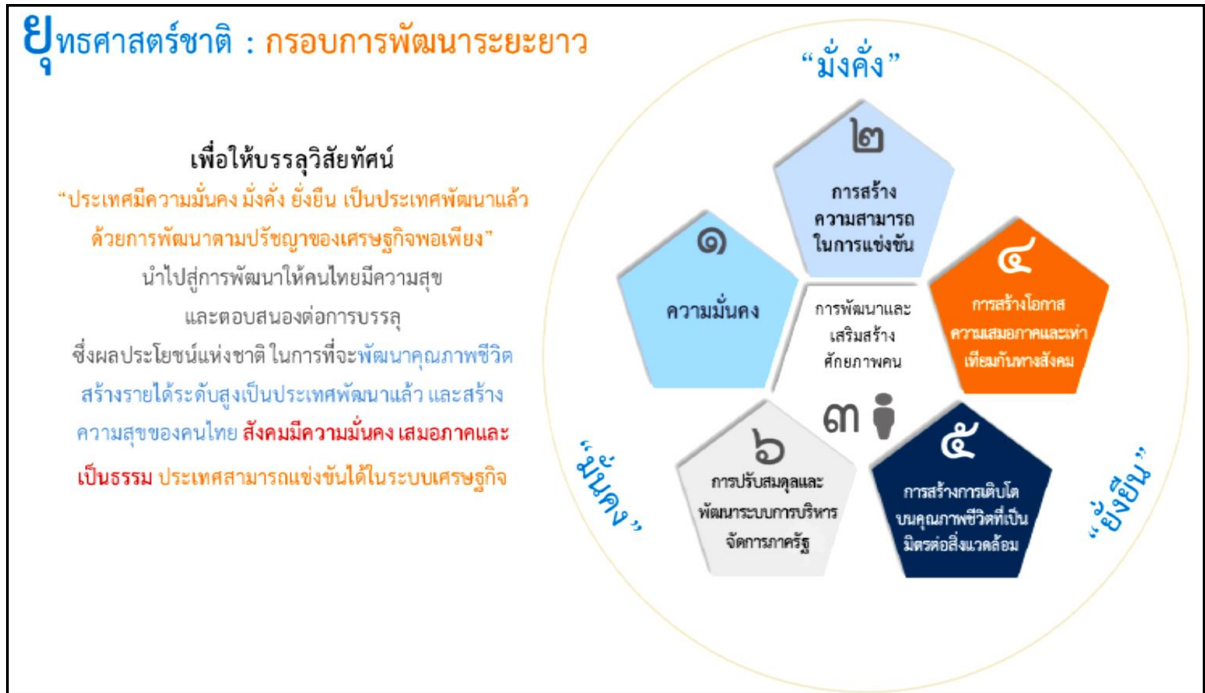 ยุทธศาสตร์ชาติ : กรอบการพัฒนาระยะยาว
เพื่อให้บรรลุวิสัยทัศน์
“ประเทศมีความมั่นคง มั่งคั่ง ยั่งยืน เป็นประเทศพัฒนาแล้ว
ด้วยการพัฒนาตามปรัชญาของเศรษฐกิจพอเพียง”
นำไปสู่การพัฒนาให้คนไทยมีความสุข
และตอบสนองต่อการบรรลุ
ซึ่งผลประโยชน์แห่งชาติ ในการที่จะพัฒนาคุณภาพชีวิต
สร้างรายได้ระดับสูงเป็นประเทศพัฒนาแล้ว และสร้าง
ความสุขของคนไทย สังคมมีความมั่นคง เสมอภาคและ
เป็นธรรม ประเทศสามารถแข่งขันได้ในระบบเศรษฐกิจ
“มั่งคั่ง”
๒
การสร้าง
ความสามารถ
ในการแข่งขัน
๑
ความมั่นคง
๔
การสร้างโอกาส
ความเสมอภาคและเท่า
เทียมกันทางสังคม
การพัฒนาและ
เสริมสร้าง
ศักยภาพคน
๓
๖
การปรับสมดุลและ
พัฒนาระบบการบริหาร
จัดการภาครัฐ
๕
การสร้างการเติบโต
บนคุณภาพชีวิตที่เป็น
มิตรต่อสิ่งแวดล้อม
“มั่นคง”
“ยั่งยืน”